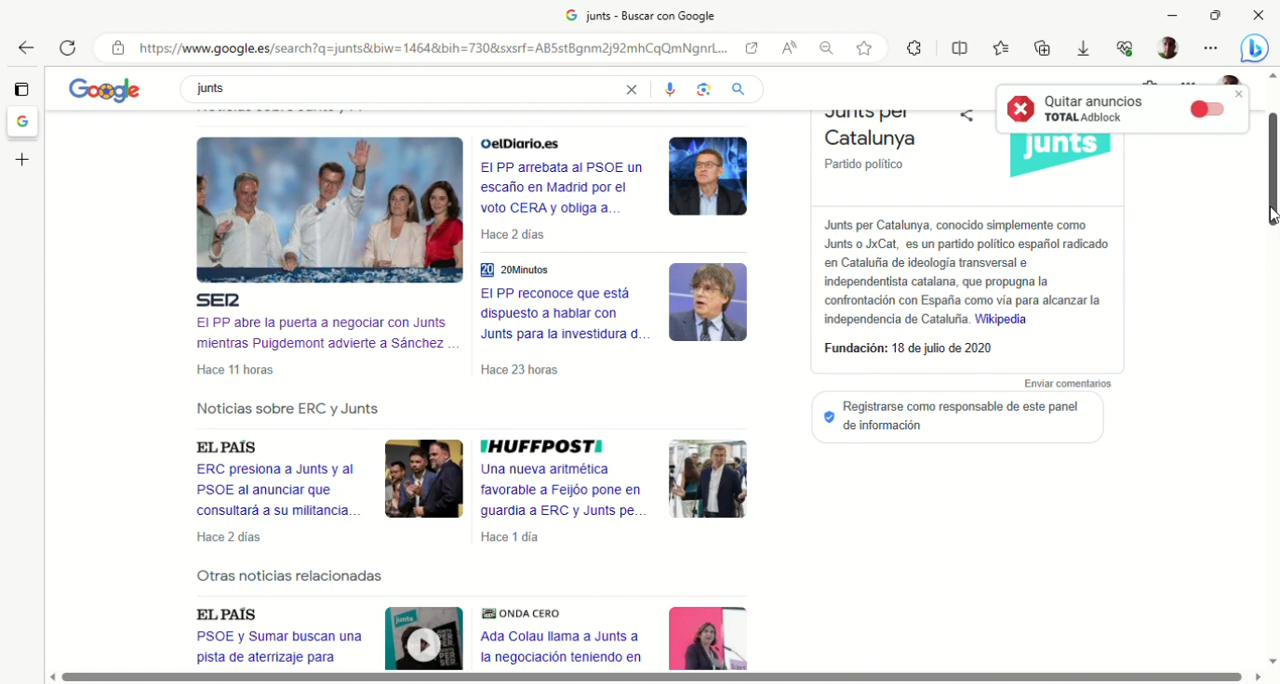 junts - Buscar con Google
https://www.google.es/search?q=junts&biw=1464&bih=730&sxsrf=AB5stBgnm2j92mhCqQmNgnrL...
Google
junts
Quitar anuncios
TOTAL Adblock
SER
El PP abre la puerta a negociar con Junts
mientras Puigdemont advierte a Sánchez ...
Hace 11 horas
elDiario.es
El PP arrebata al PSOE un
escaño en Madrid por el
voto CERA y obliga a...
Hace 2 días
20 20Minutos
El PP reconoce que está
dispuesto a hablar con
Junts para la investidura d...
Hace 23 horas
Noticias sobre ERC y Junts
EL PAÍS
ERC presiona a Junts y al
PSOE al anunciar que
consultará a su militancia...
Hace 2 días
HUFFPOST
Una nueva aritmética
favorable a Feijóo pone en
guardia a ERC y Junts pe...
Hace 1 día
Otras noticias relacionadas
EL PAÍS
PSOE y Sumar buscan una
pista de aterrizaje para
junts
ONDA CERO
Ada Colau llama a Junts a
la negociación teniendo en
Junts per
Catalunya
Partido político
junts
Junts per Catalunya, conocido simplemente como
Junts o JxCat, es un partido político español radicado
en Cataluña de ideología transversal e
independentista catalana, que propugna la
confrontación con España como vía para alcanzar la
independencia de Cataluña. Wikipedia
Fundación: 18 de julio de 2020
Enviar comentarios
Registrarse como responsable de este panel
de información